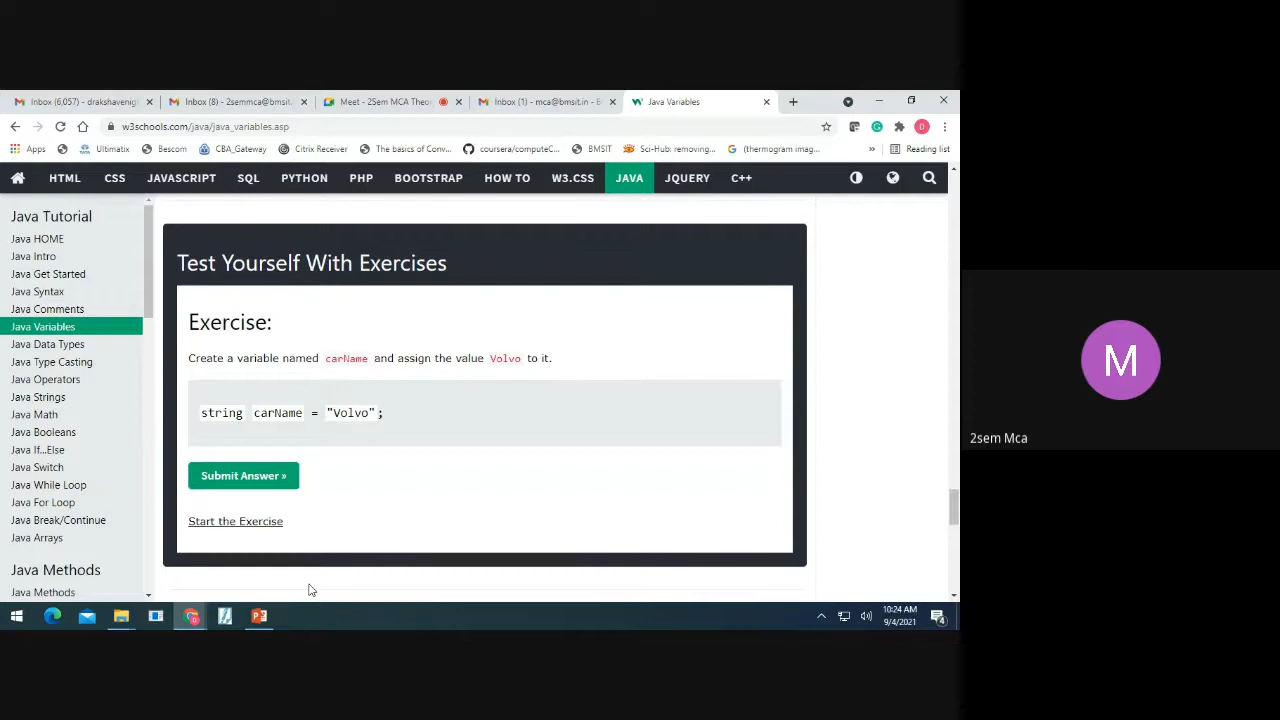 Inbox (6,057) - drakshavenig
Inbox (8) - 2semmca@bmsit.
Meet - 2Sem MCA Theor
Inbox (1) - mca@bmsit.in - B
Java Variables
w3schools.com/java/java_variables.asp
Apps
Ultimatix
Bescom
CBA_Gateway
Citrix Receiver
The basics of Conv...
coursera/computeC...
BMSIT
Sci-Hub: removing...
(thermogram imag...
»
Reading list
HTML CSS JAVASCRIPT SQL PYTHON PHP BOOTSTRAP HOW TO W3.CSS JAVA JQUERY C++
Java Tutorial
Java HOME
Java Intro
Java Get Started
Java Syntax
Java Comments
Java Variables
Java Data Types
Java Type Casting
Java Operators
Java Strings
Java Math
Java Booleans
Java If...Else
Java Switch
Java While Loop
Java For Loop
Java Break/Continue
Java Arrays
Java Methods
Java Methods
Test Yourself With Exercises
Exercise:
Create a variable named carName and assign the value Volvo to it.
string carName = "Volvo";
Submit Answer »
Start the Exercise
M
2sem Mca
10:24 AM
9/4/2021
4